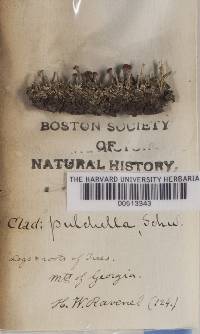 BOSTON SOCIETY
OF
NATURAL HISTORY.
THE HARVARD UNIVERSITY HERBARIA
00013943
Clad: pulchella Schw.
Logs & roots of Trees.
Mts of Georgia.
H. W. Ravenel (124.)